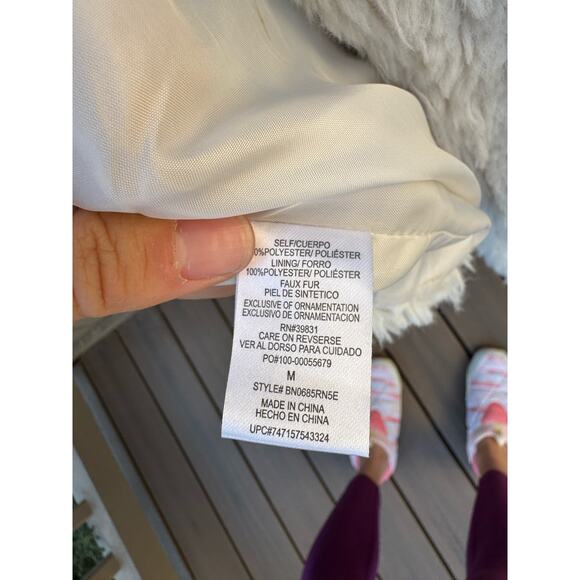 SELF/CUERPO
0%POLYESTER/ POLIÉSTER
LINING/ FORRO
100%POLYESTER/ POLIÉSTER
FAUX FUR
PIEL DE SINTETICO
EXCLUSIVE OF ORNAMENTATION
EXCLUSIVO DE ORNAMENTACIÓN
RN#39831
CARE ON REVSERSE
VER AL DORSO PARA CUIDADO
PO#100-00055679
M
STYLE# BN0685RN5E
MADE IN CHINA
HECHO EN CHINA
UPC#747157543324